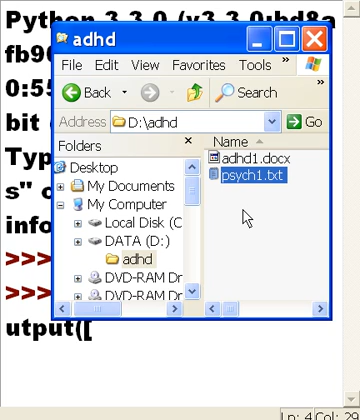 Python 3.3.0 (v3.3.0:bd8a
fb90
0:55
bit
Typ
s" c
info
>>>
>>>
utput([
adhd
File Edit View Favorites Tools »
Back » Search
Address D:\adhd Go
Folders × Name
Desktop
My Documents
My Computer
Local Disk (C
DATA (D:)
adhd
DVD-RAM Dr
DVD-RAM Dr
adhd1.docx
psych1.txt
Ln: 4 Col: 29